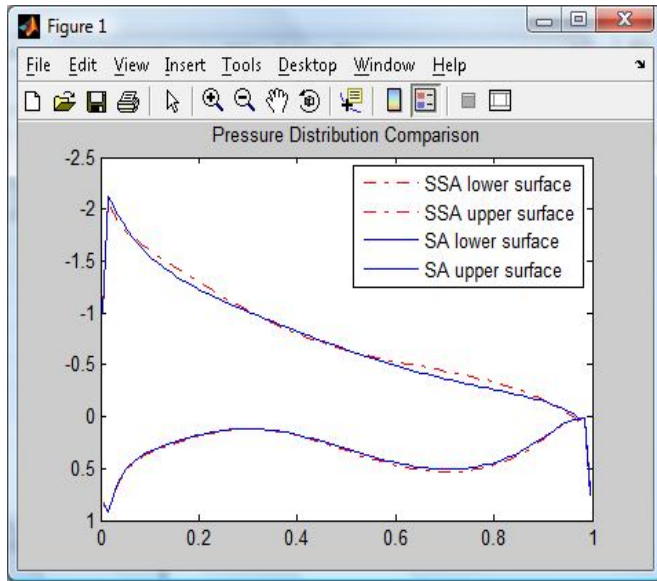 Figure 1
File Edit View Insert Tools Desktop Window Help
Pressure Distribution Comparison
-2.5
-2
-1.5
-1
-0.5
0
0.5
1
SSA lower surface
SSA upper surface
SA lower surface
SA upper surface
0 0.2 0.4 0.6 0.8 1